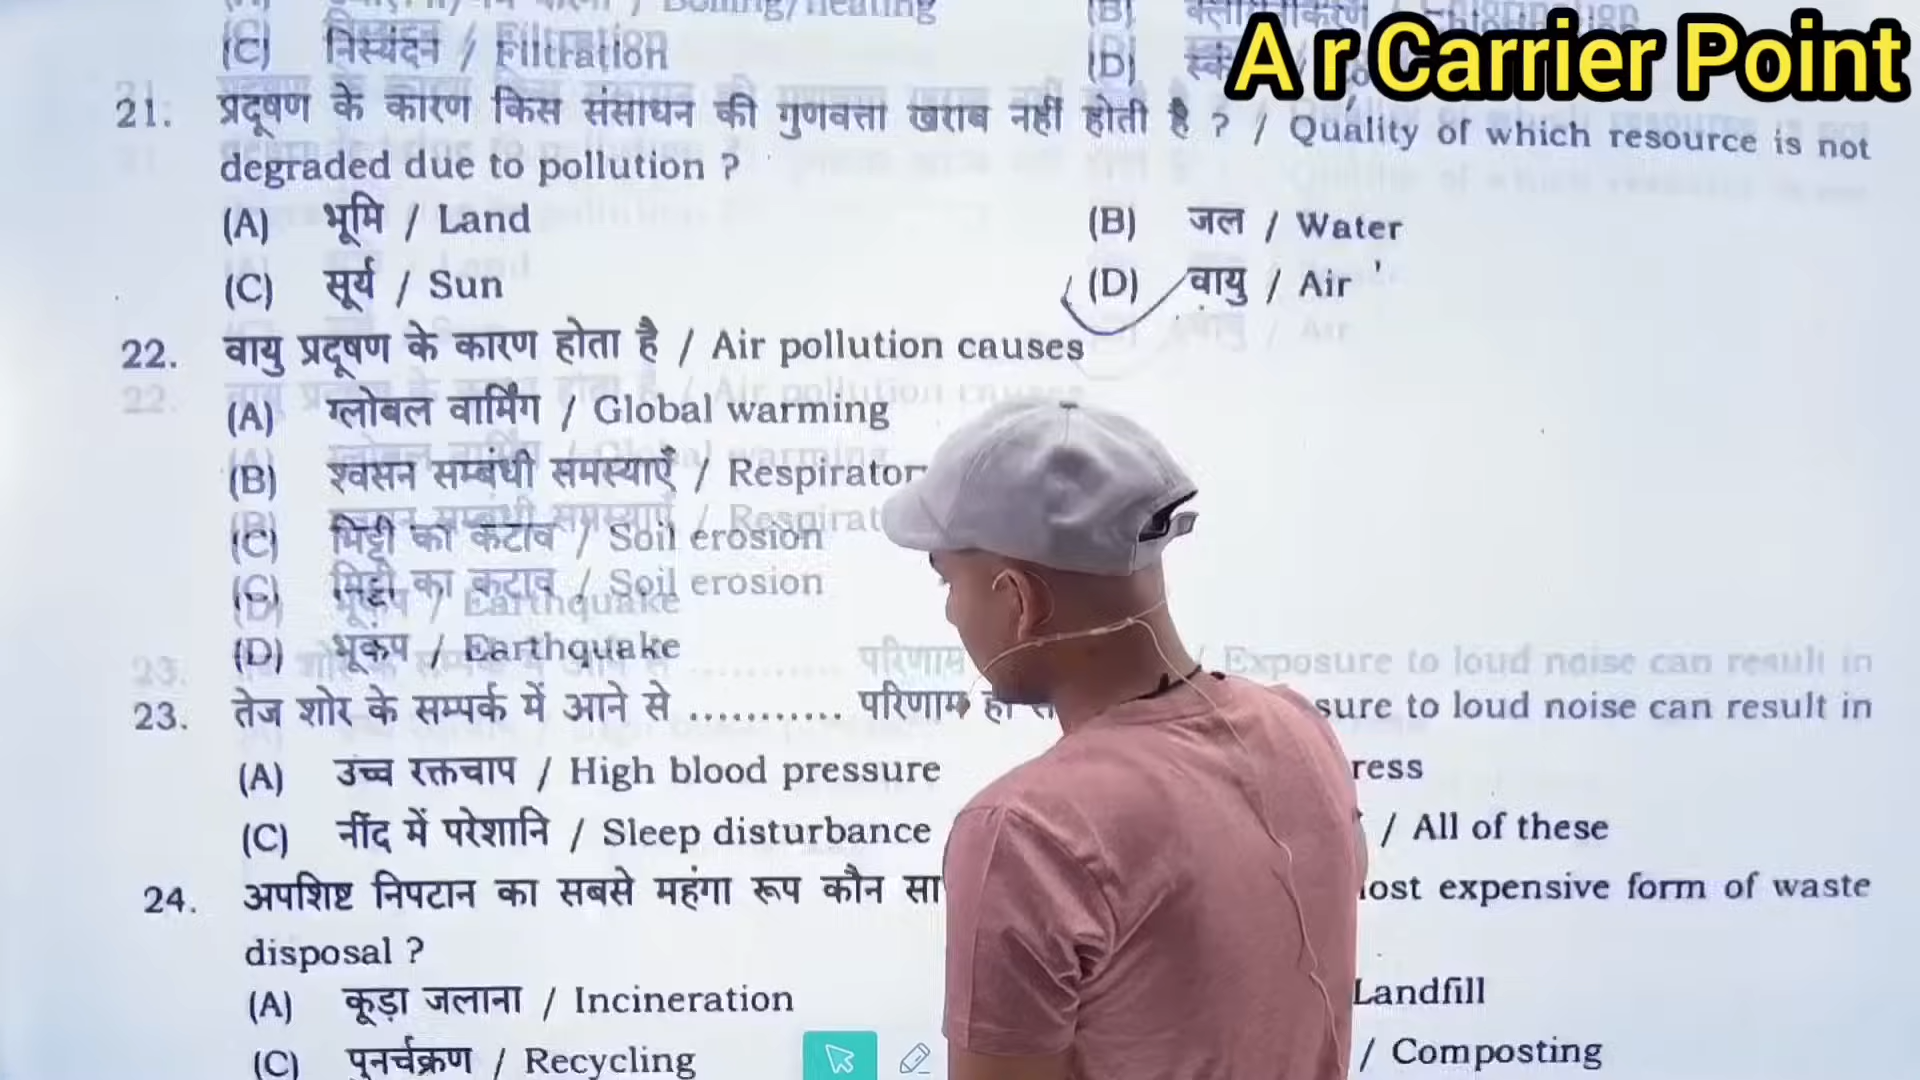 A r Carrier Point
(C) निस्यंदन / Filtration (D)
21. प्रदूषण के कारण किस संसाधन की गुणवत्ता खराब नहीं होती है ? / Quality of which resource is not
degraded due to pollution ?
(A) भूमि / Land (B) जल / Water
(C) सूर्य / Sun (D) वायु / Air
22. वायु प्रदूषण के कारण होता है / Air pollution causes
(A) ग्लोबल वार्मिंग / Global warming
(B) श्वसन सम्बंधी समस्याएँ /
(C) मिट्टी का कटाव / Soil erosion
(D) भूकंप / Earthquake
23. तेज शोर के सम्पर्क में आने से ........... परिणाम to loud noise can result in
(A) उच्च रक्तचाप / High blood pressure
(C) नींद में परेशानि / Sleep disturbance / All of these
24. अपशिष्ट निपटान का सबसे महंगा रूप कौन सा expensive form of waste
disposal ?
(A) कूड़ा जलाना / Incineration Landfill
(C) पुनर्चक्रण / Recycling / Composting